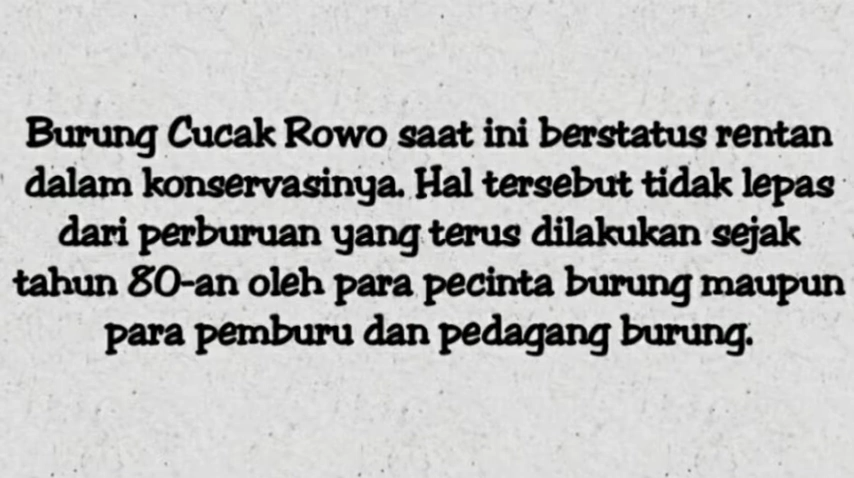 Burung Cucak Rowo saat ini berstatus rentan
dalam konservasinya. Hal tersebut tidak lepas
dari perburuan yang terus dilakukan sejak
tahun 80-an oleh para pecinta burung maupun
para pemburu dan pedagang burung.